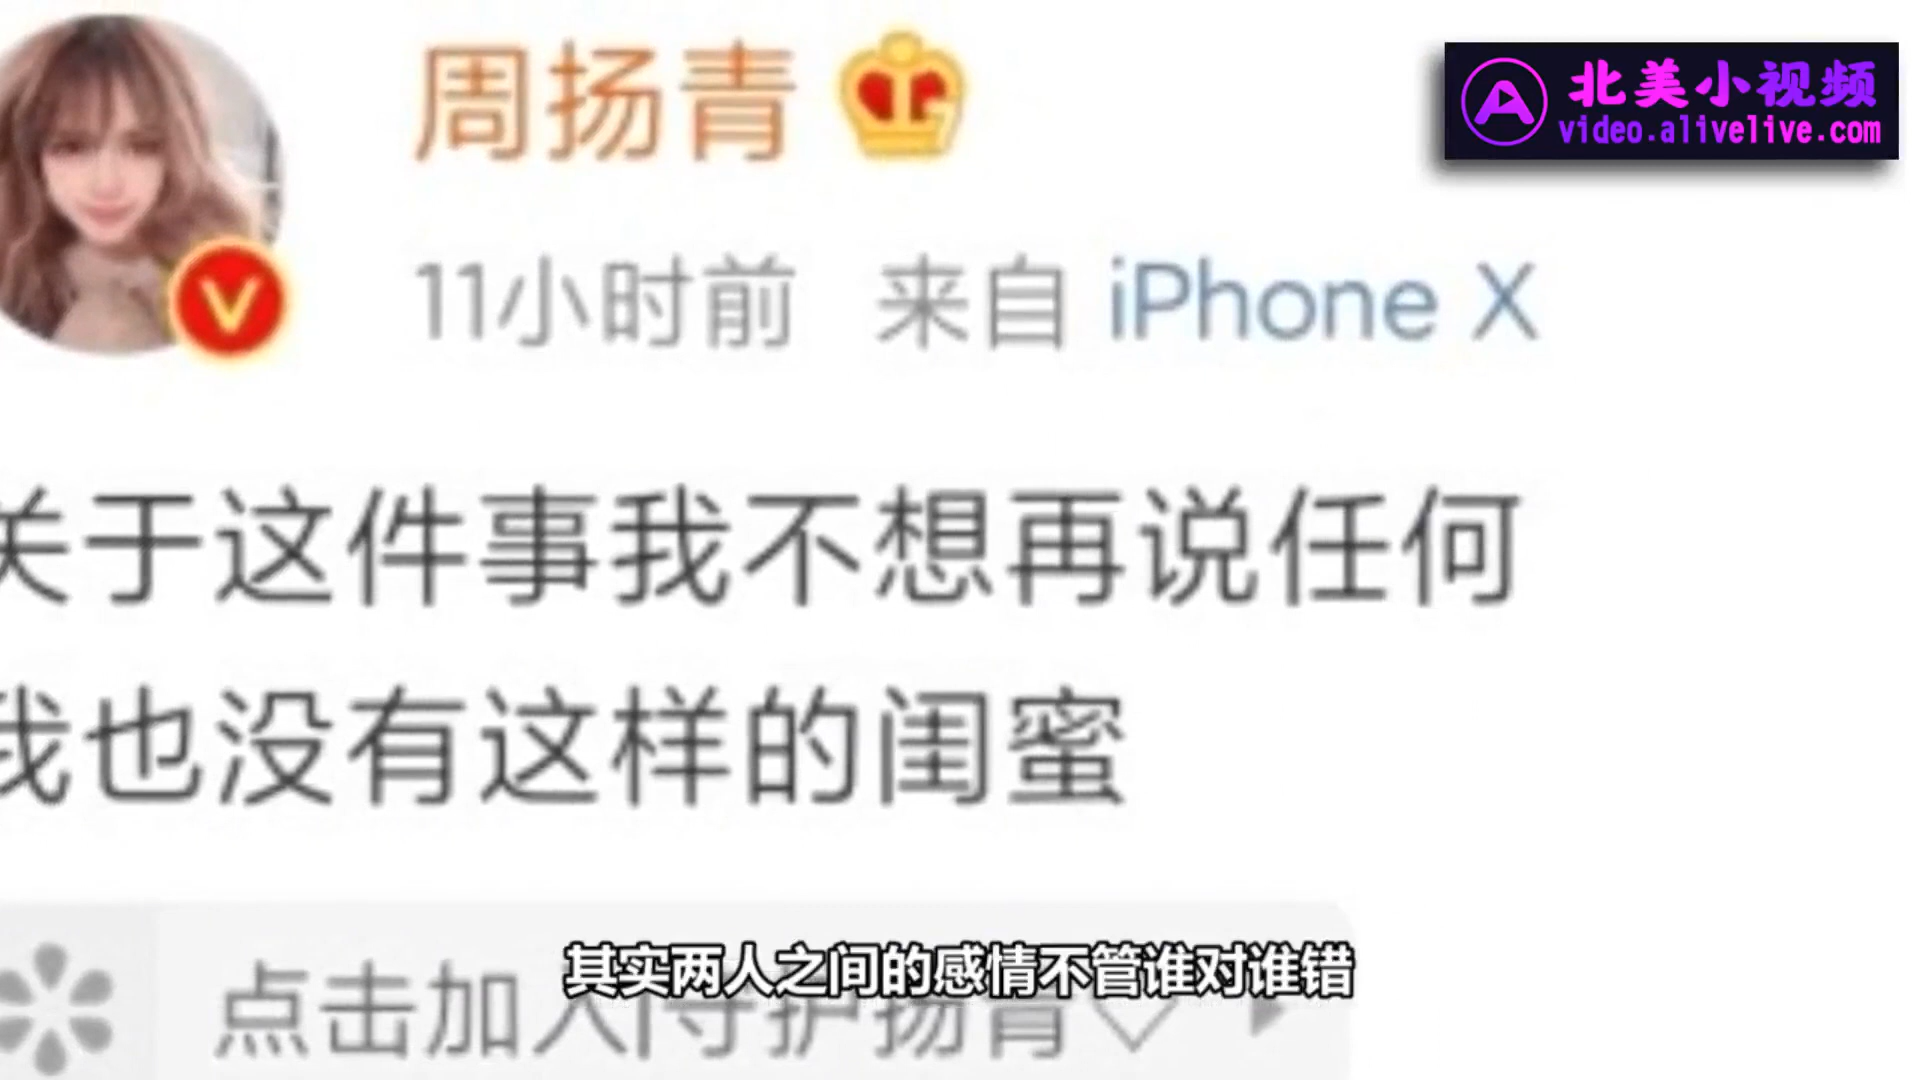 周扬青
北美小视频
video.alivelive.com
11小时前 来自 iPhone X
关于这件事我不想再说任何
我也没有这样的闺蜜
其实两人之间的感情不管谁对谁错
点击加入|守护扬青♡